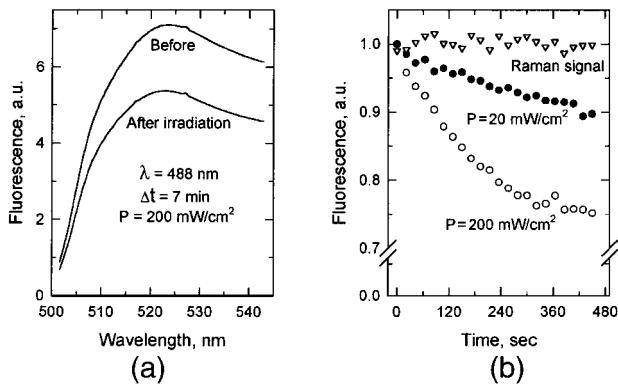 Fluorescence, a.u.
6
4
2
0
Before
After irradiation
λ = 488 nm
Δt = 7 min
P = 200 mW/cm²
500 510 520 530 540
Wavelength, nm
(a)
Fluorescence, a.u.
1.0
0.9
0.8
0.7
0.0
Raman signal
P = 20 mW/cm²
P = 200 mW/cm²
0 120 240 360 480
Time, sec
(b)